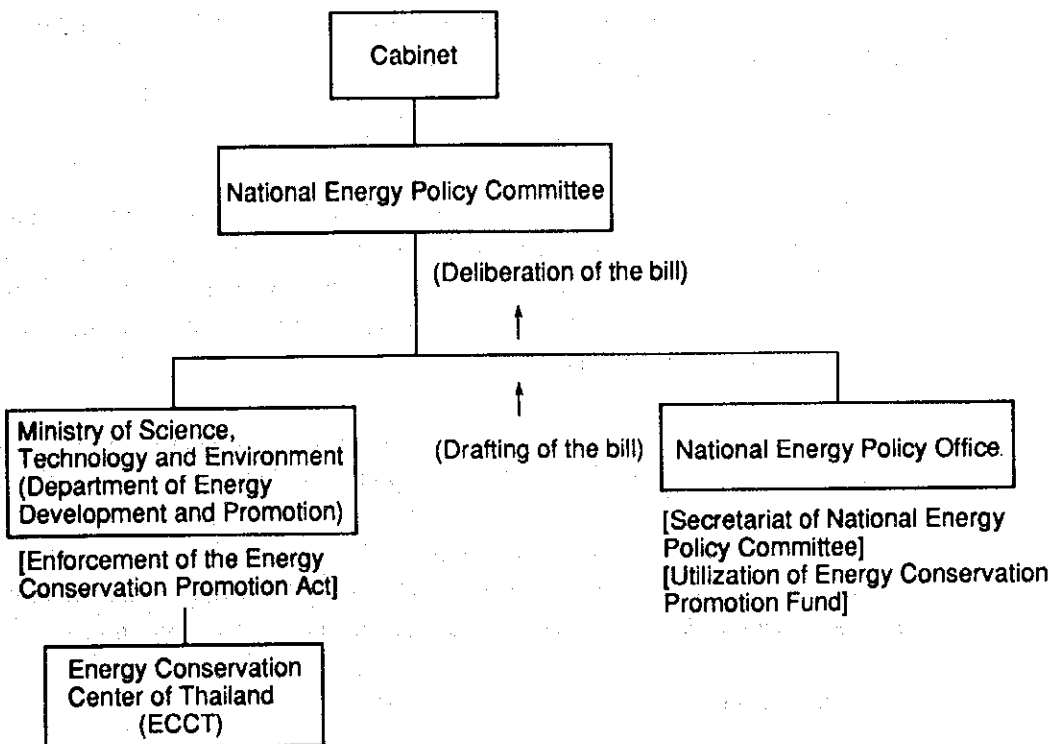 Cabinet
National Energy Policy Committee
(Deliberation of the bill)
Ministry of Science,
Technology and Environment
(Department of Energy
Development and Promotion)
[Enforcement of the Energy
Conservation Promotion Act]
(Drafting of the bill)
National Energy Policy Office.
[Secretariat of National Energy
Policy Committee]
[Utilization of Energy Conservation
Promotion Fund]
Energy Conservation
Center of Thailand
(ECCT)